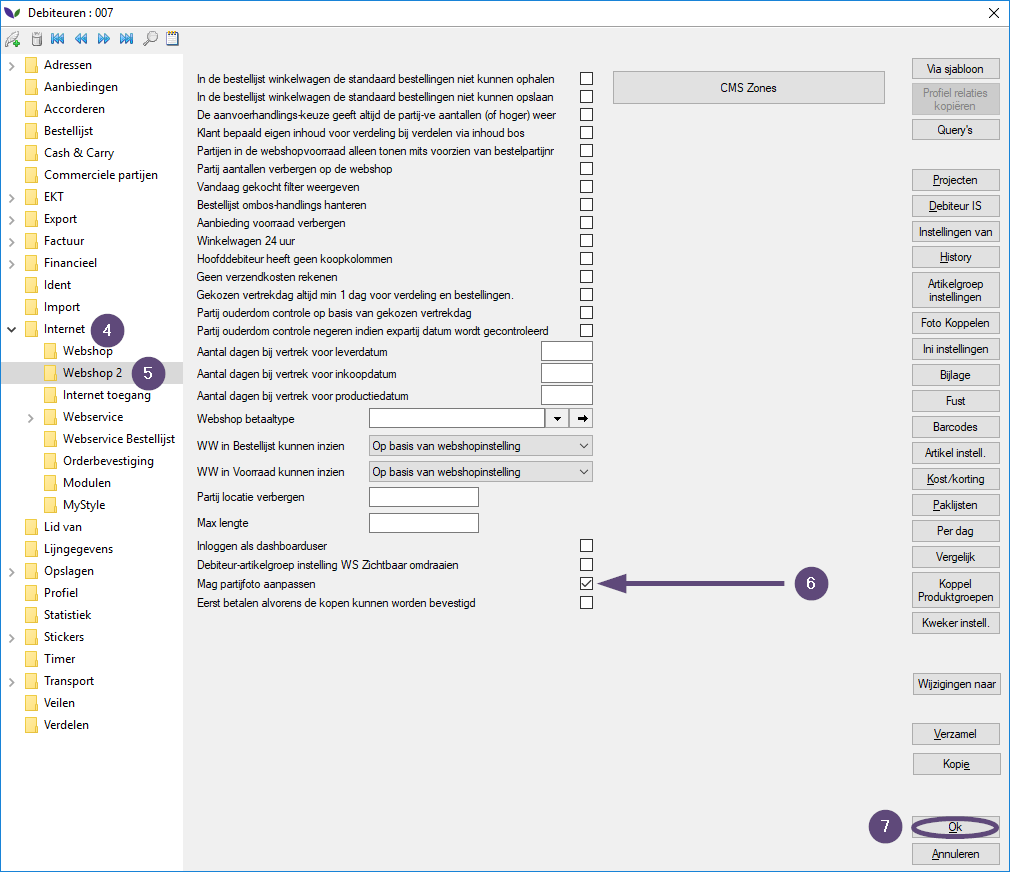 Debiteuren : 007
Adressen
Aanbiedingen
Accorderen
Bestellijst
Cash & Carry
Commerciele partijen
EKT
Export
Factuur
Financieel
Ident
Import
Internet 4
Webshop
Webshop 2 5
Internet toegang
Webservice
Webservice Bestellijst
Orderbevestiging
Modulen
MyStyle
Lid van
Lijngegevens
Opslagen
Profiel
Statistiek
Stickers
Timer
Transport
Veilen
Verdelen
In de bestellijst winkelwagen de standaard bestellingen niet kunnen ophalen
In de bestellijst winkelwagen de standaard bestellingen niet kunnen opslaan
De aanvoerhandlings-keuze geeft altijd de partij-ve aantallen (of hoger) weer
Klant bepaald eigen inhoud voor verdeling bij verdelen via inhoud bos
Partijen in de webshopvoorraad alleen tonen mits voorzien van bestelpartijnr
Partij aantallen verbergen op de webshop
Vandaag gekocht filter weergeven
Bestellijst ombos-handlings hanteren
Aanbieding voorraad verbergen
Winkelwagen 24 uur
Hoofddebiteur heeft geen koopkolommen
Geen verzendkosten rekenen
Gekozen vertrekdag altijd min 1 dag voor verdeling en bestellingen.
Partij ouderdom controle op basis van gekozen vertrekdag
Partij ouderdom controle negeren indien expartij datum wordt gecontroleerd
Aantal dagen bij vertrek voor leverdatum
Aantal dagen bij vertrek voor inkoopdatum
Aantal dagen bij vertrek voor productiedatum
Webshop betaaltype
WW in Bestellijst kunnen inzien Op basis van webshopinstelling
WW in Voorraad kunnen inzien Op basis van webshopinstelling
Partij locatie verbergen
Max lengte
Inloggen als dashboarduser
Debiteur-artikelgroep instelling WS Zichtbaar omdraaien
Mag partijfoto aanpassen 6
Eerst betalen alvorens de kopen kunnen worden bevestigd
CMS Zones
Via sjabloon
Profiel relaties
kopiëren
Query's
Projecten
Debiteur IS
Instellingen van
History
Artikelgroep
instellingen
Foto Koppelen
Ini instellingen
Bijlage
Fust
Barcodes
Artikel instell.
Kost/korting
Paklijsten
Per dag
Vergelijk
Koppel
Produktgroepen
Kweker instell.
Wijzigingen naar
Verzamel
Kopie
7 Ok
Annuleren